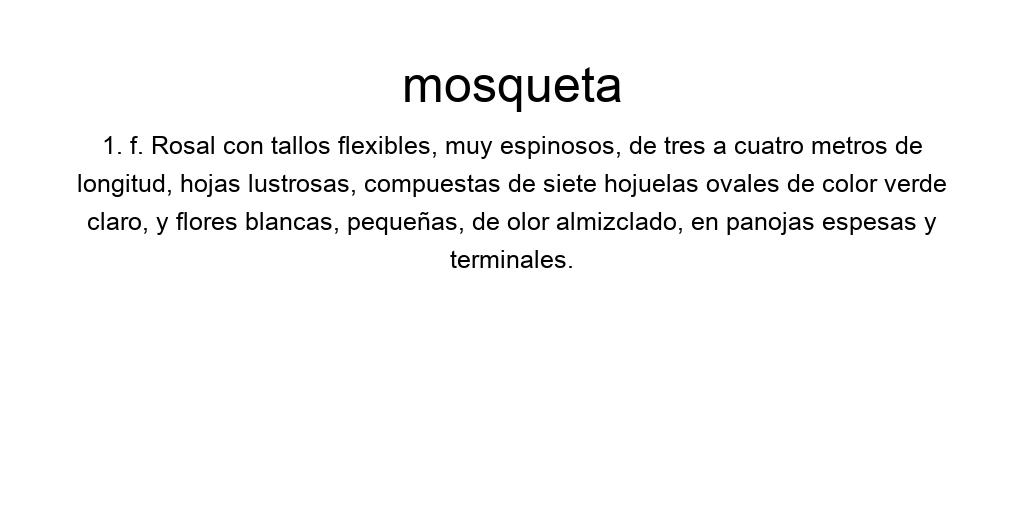 mosqueta
1. f. Rosal con tallos flexibles, muy espinosos, de tres a cuatro metros de
longitud, hojas lustrosas, compuestas de siete hojuelas ovales de color verde
claro, y flores blancas, pequeñas, de olor almizclado, en panojas espesas y
terminales.